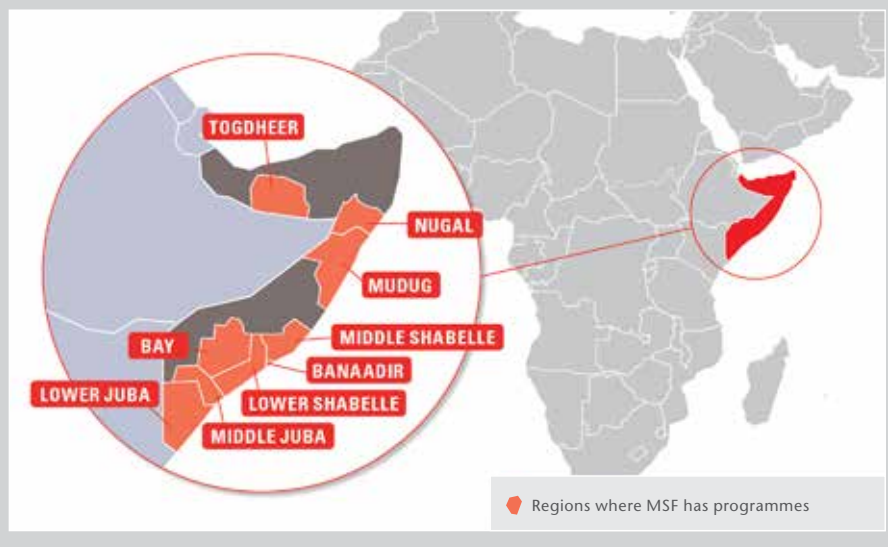 TOGDHEER
NUGAL
MUDUG
MIDDLE SHABELLE
BAY
BANAADIR
LOWER JUBA
LOWER SHABELLE
MIDDLE JUBA
Regions where MSF has programmes